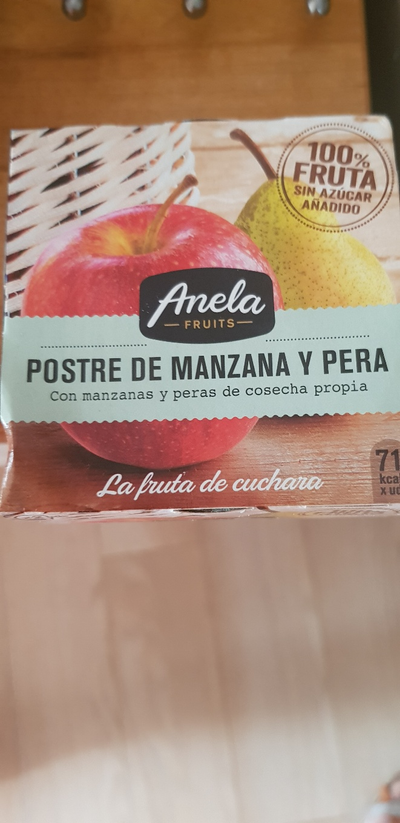 100%
FRUTA
SIN AZÚCAR
AÑADIDO
Anela
FRUITS
POSTRE DE MANZANA Y PERA
Con manzanas y peras de cosecha propia
La fruta de cuchara
71